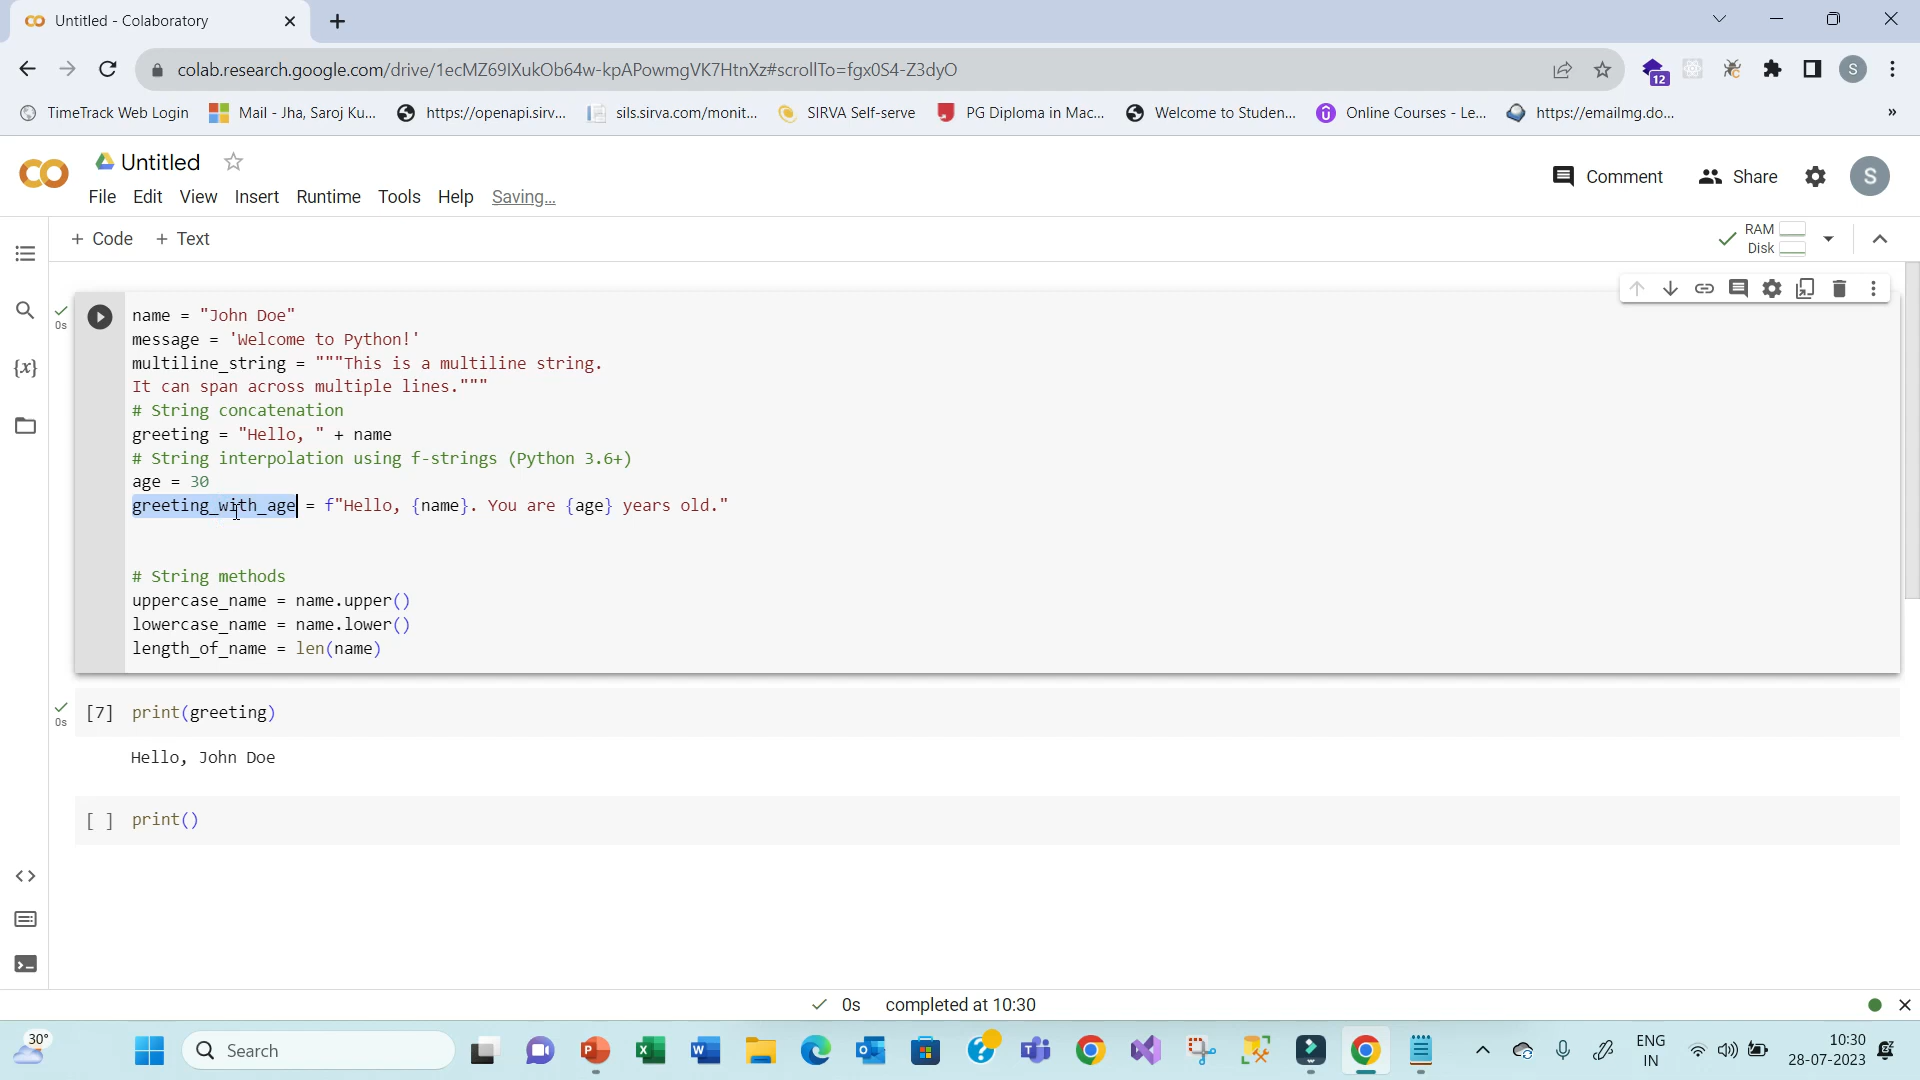 Untitled - Colaboratory
colab.research.google.com/drive/1ecMZ69IXukOb64w-kpAPowmgVK7HtnXz#scrollTo=fgx0S4-Z3dyO
12
S
TimeTrack Web Login
Mail - Jha, Saroj Ku...
https://openapi.sirv...
sils.sirva.com/monit...
SIRVA Self-serve
PG Diploma in Mac...
Welcome to Studen...
Online Courses - Le...
https://emailmg.do...
»
Untitled
Comment
Share
S
File Edit View Insert Runtime Tools Help Saving...
+ Code + Text
RAM
Disk
0s
name = "John Doe"
message = 'Welcome to Python!'
multiline_string = """This is a multiline string.
It can span across multiple lines."""
# String concatenation
greeting = "Hello, " + name
# String interpolation using f-strings (Python 3.6+)
age = 30
greeting_with_age = f"Hello, {name}. You are {age} years old."
# String methods
uppercase_name = name.upper()
lowercase_name = name.lower()
length_of_name = len(name)
0s
[7] print(greeting)
Hello, John Doe
[ ] print()
0s completed at 10:30
30°
Search
ENG
IN
10:30
28-07-2023